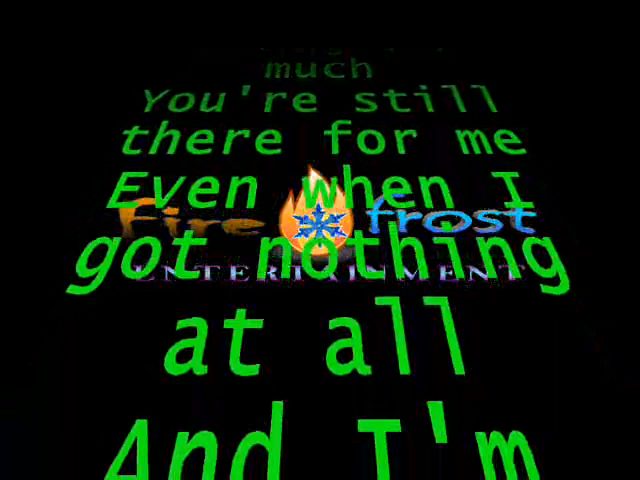 much
You're still
there for me
Even when I
Fire frost
got nothing
ENTERTAINMENT
at all
And I'm